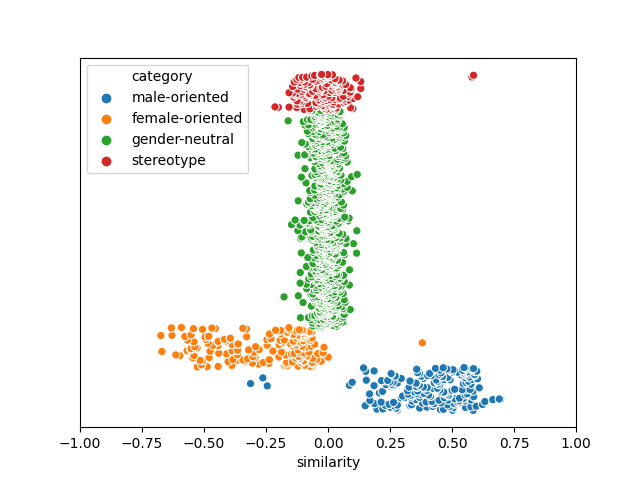 category
male-oriented
female-oriented
gender-neutral
stereotype
−1.00 −0.75 −0.50 −0.25 0.00 0.25 0.50 0.75 1.00
similarity